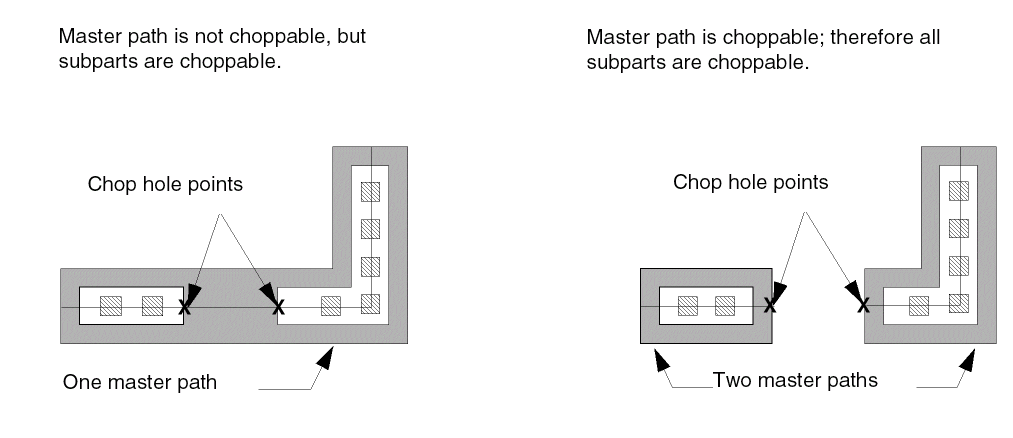 Master path is not choppable, but
subparts are choppable.
Master path is choppable; therefore all
subparts are choppable.
Chop hole points
X
X
One master path
Chop hole points
X
X
Two master paths